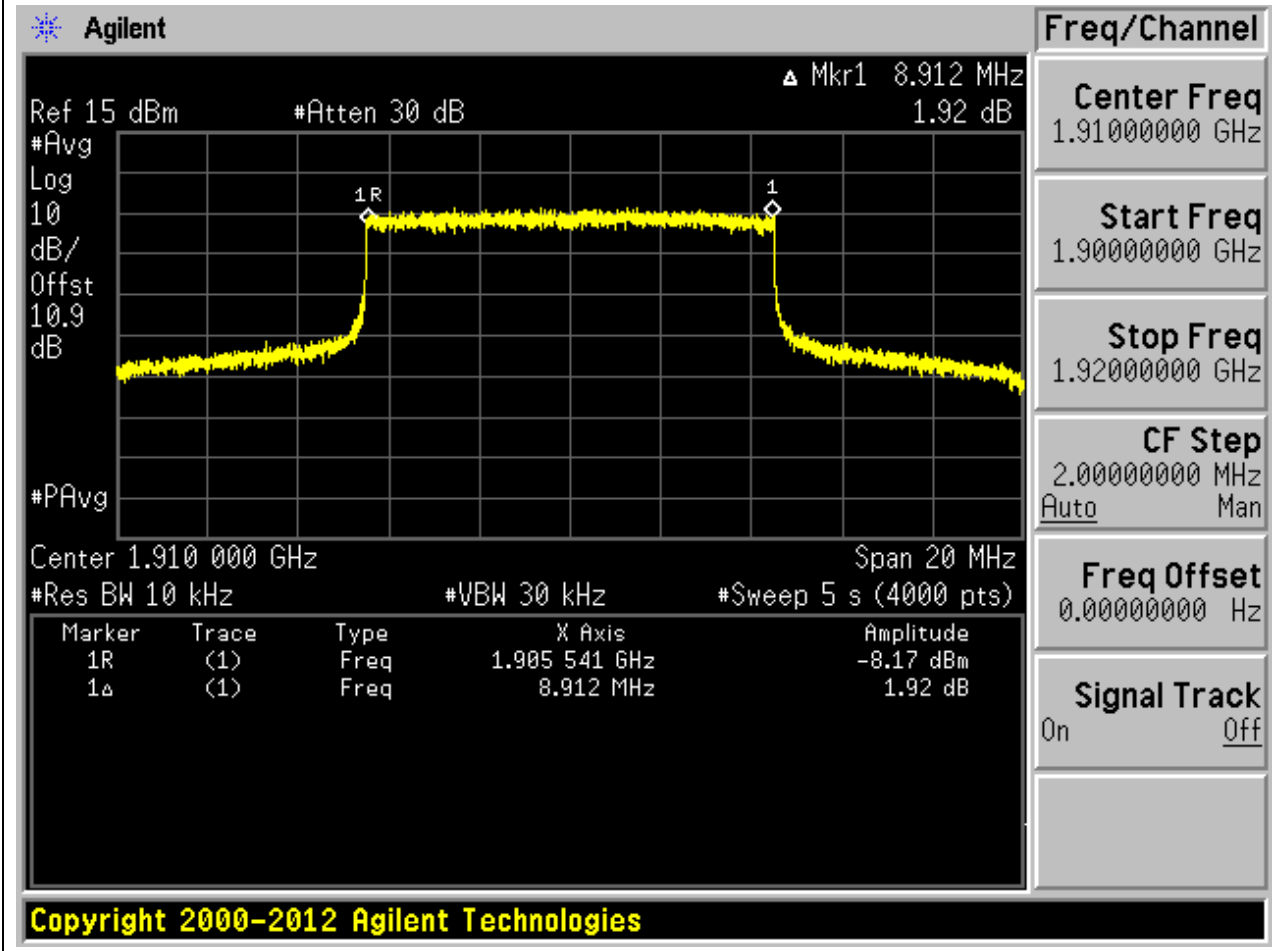 Agilent
Freq/Channel
Δ Mkr1 8.912 MHz
Ref 15 dBm #Atten 30 dB 1.92 dB
#Avg
Log
10
dB/
Offst
10.9
dB
#PAvg
1R
1
Center 1.910 000 GHz Span 20 MHz
#Res BW 10 kHz #VBW 30 kHz #Sweep 5 s (4000 pts)
Marker Trace Type X Axis Amplitude
1R (1) Freq 1.905 541 GHz -8.17 dBm
1Δ (1) Freq 8.912 MHz 1.92 dB
Center Freq
1.91000000 GHz
Start Freq
1.90000000 GHz
Stop Freq
1.92000000 GHz
CF Step
2.00000000 MHz
Auto Man
Freq Offset
0.00000000 Hz
Signal Track
On Off
Copyright 2000-2012 Agilent Technologies